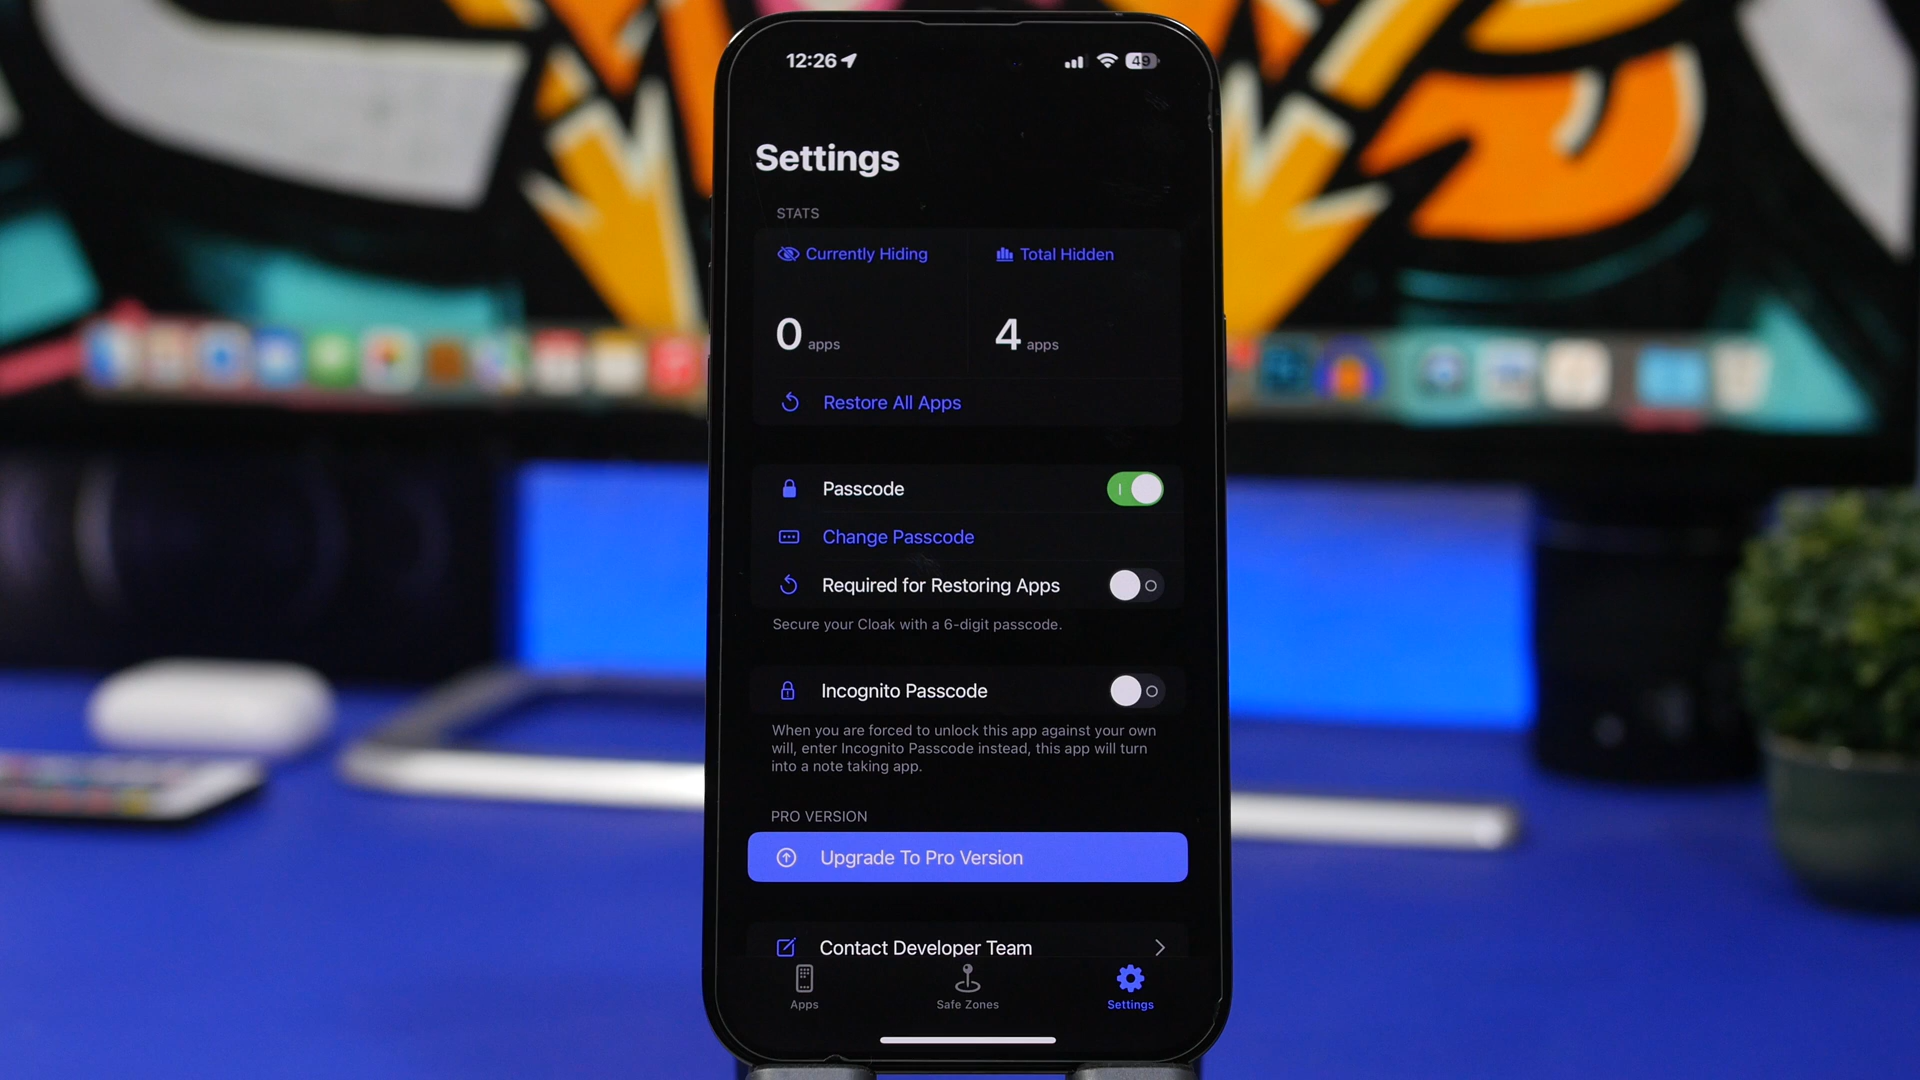 12:26
49
Settings
STATS
Currently Hiding
Total Hidden
0 apps
4 apps
Restore All Apps
Passcode
Change Passcode
Required for Restoring Apps
Secure your Cloak with a 6-digit passcode.
Incognito Passcode
When you are forced to unlock this app against your own
will, enter Incognito Passcode instead, this app will turn
into a note taking app.
PRO VERSION
Upgrade To Pro Version
Contact Developer Team
Apps
Safe Zones
Settings